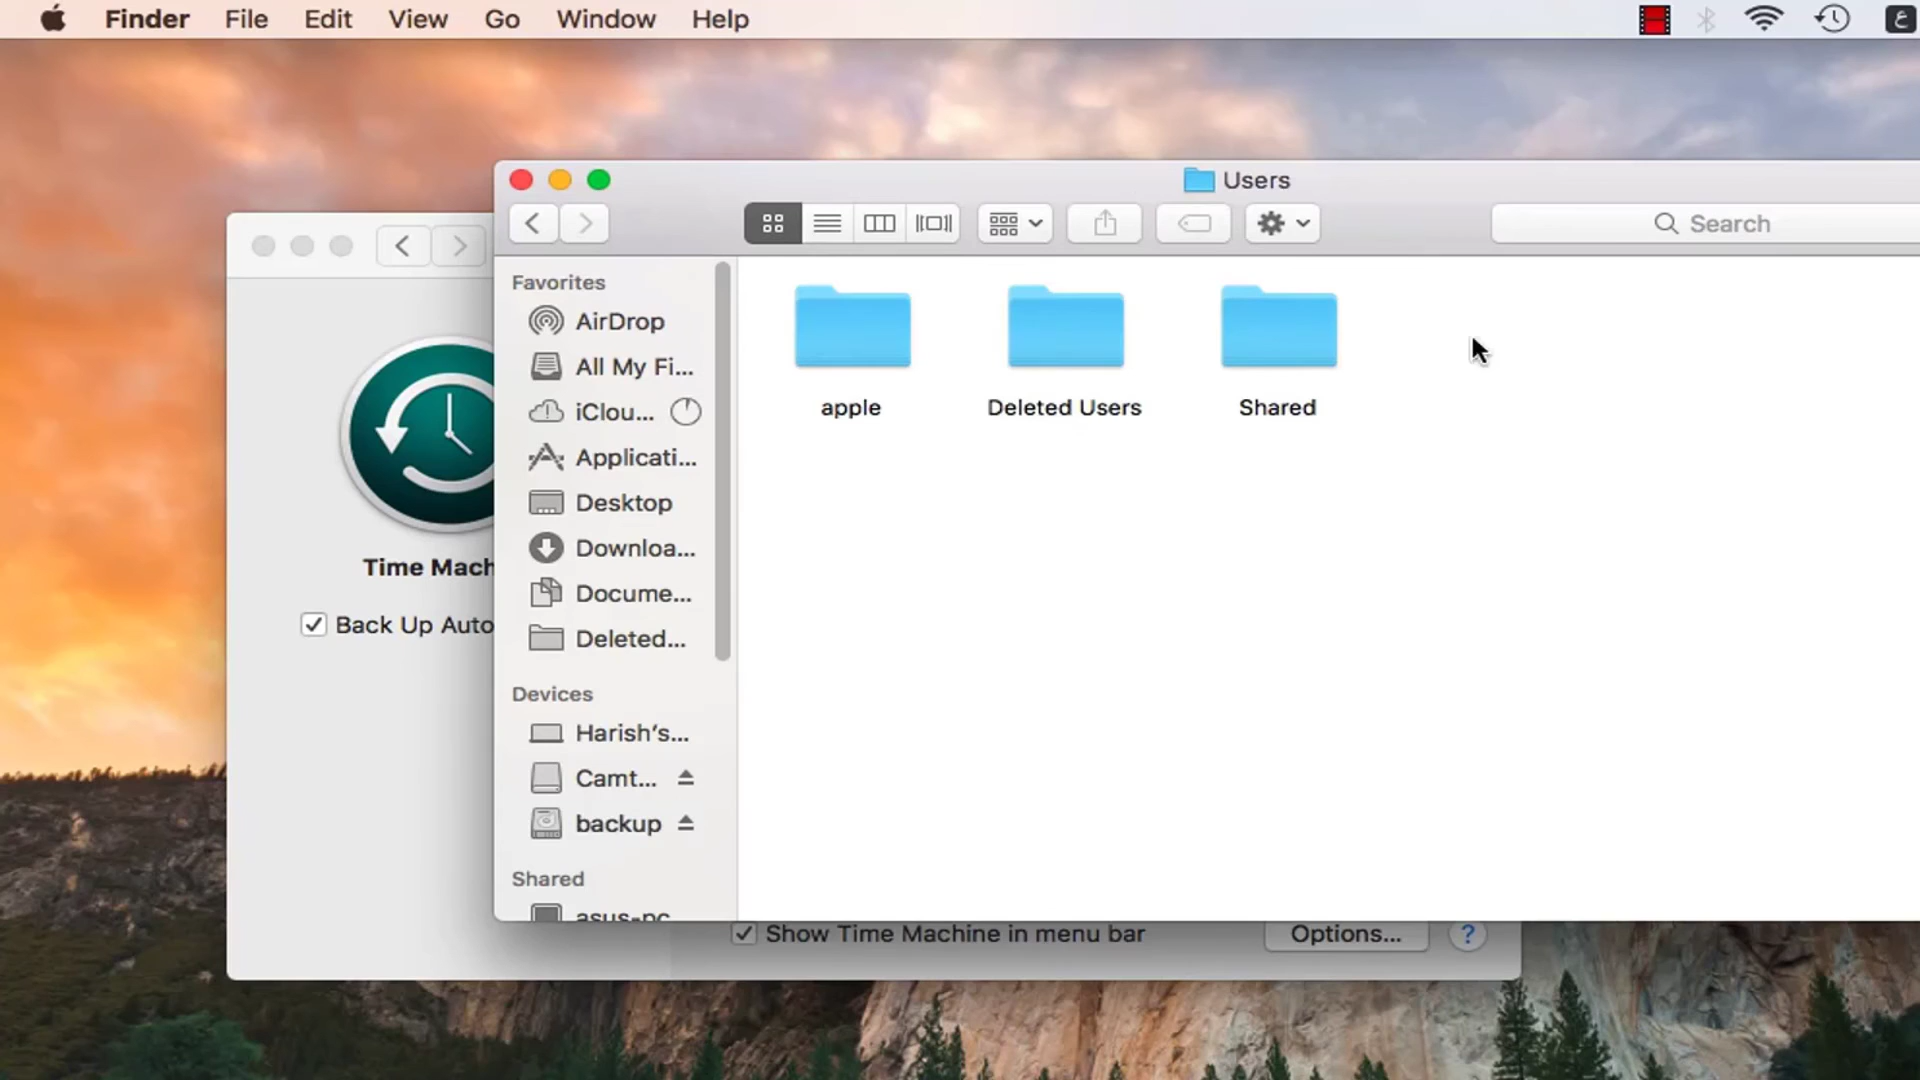 Finder File Edit View Go Window Help
ع
Users
Search
Favorites
AirDrop
All My Fi...
iClou...
Applicati...
Desktop
Downloa...
Docume...
Deleted...
Devices
Harish's...
Camt...
backup
Shared
asus-pc
apple
Deleted Users
Shared
Time Mach
Back Up Auto
Show Time Machine in menu bar
Options...
?